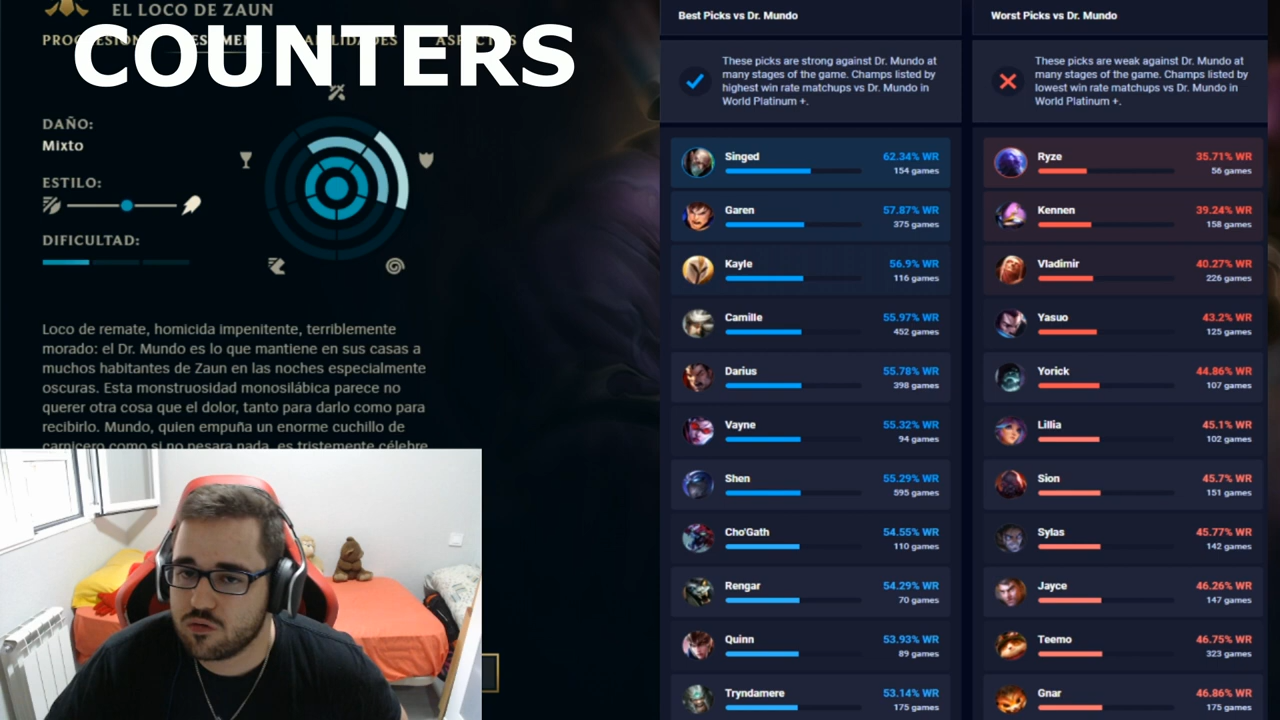 EL LOCO DE ZAUN
COUNTERS
DAÑO:
Mixto
ESTILO:
DIFICULTAD:
Loco de remate, homicida impenitente, terriblemente
morado: el Dr. Mundo es lo que mantiene en sus casas a
muchos habitantes de Zaun en las noches especialmente
oscuras. Esta monstruosidad monosilábica parece no
querer otra cosa que el dolor, tanto para darlo como para
recibirlo. Mundo, quien empuña un enorme cuchillo de
carnicero como si no pesara nada, es tristemente célebre
Best Picks vs Dr. Mundo
These picks are strong against Dr. Mundo at
many stages of the game. Champs listed by
highest win rate matchups vs Dr. Mundo in
World Platinum +.
Singed 62.34% WR
154 games
Garen 57.87% WR
375 games
Kayle 56.9% WR
116 games
Camille 55.97% WR
452 games
Darius 55.78% WR
398 games
Vayne 55.32% WR
94 games
Shen 55.29% WR
595 games
Cho'Gath 54.55% WR
110 games
Rengar 54.29% WR
70 games
Quinn 53.93% WR
89 games
Tryndamere 53.14% WR
175 games
Worst Picks vs Dr. Mundo
These picks are weak against Dr. Mundo at
many stages of the game. Champs listed by
lowest win rate matchups vs Dr. Mundo in
World Platinum +.
Ryze 35.71% WR
56 games
Kennen 39.24% WR
158 games
Vladimir 40.27% WR
226 games
Yasuo 43.2% WR
125 games
Yorick 44.86% WR
107 games
Lillia 45.1% WR
102 games
Sion 45.7% WR
151 games
Sylas 45.77% WR
142 games
Jayce 46.26% WR
147 games
Teemo 46.75% WR
323 games
Gnar 46.86% WR
175 games